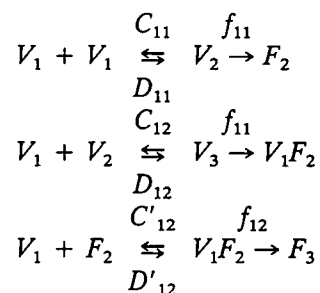 C₁₁ f₁₁
V₁ + V₁ ⇆ V₂ → F₂
D₁₁
C₁₂ f₁₁
V₁ + V₂ ⇆ V₃ → V₁F₂
D₁₂
C'₁₂ f₁₂
V₁ + F₂ ⇆ V₁F₂ → F₃
D'₁₂